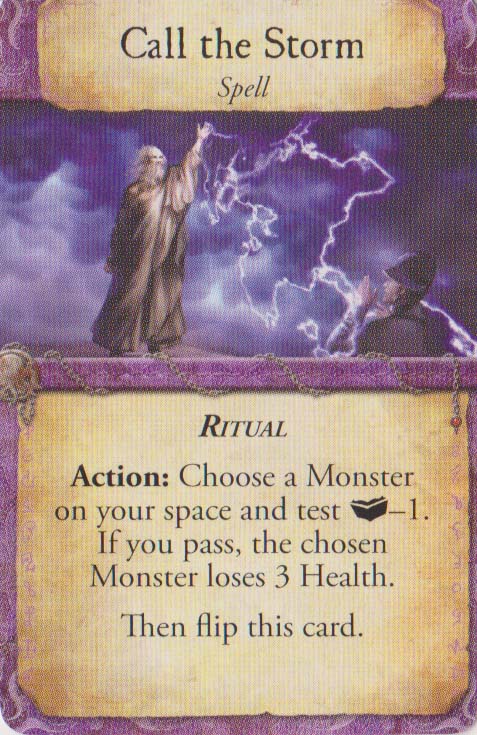 Call the Storm
Spell
RITUAL
Action: Choose a Monster
on your space and test –1.
If you pass, the chosen
Monster loses 3 Health.
Then flip this card.